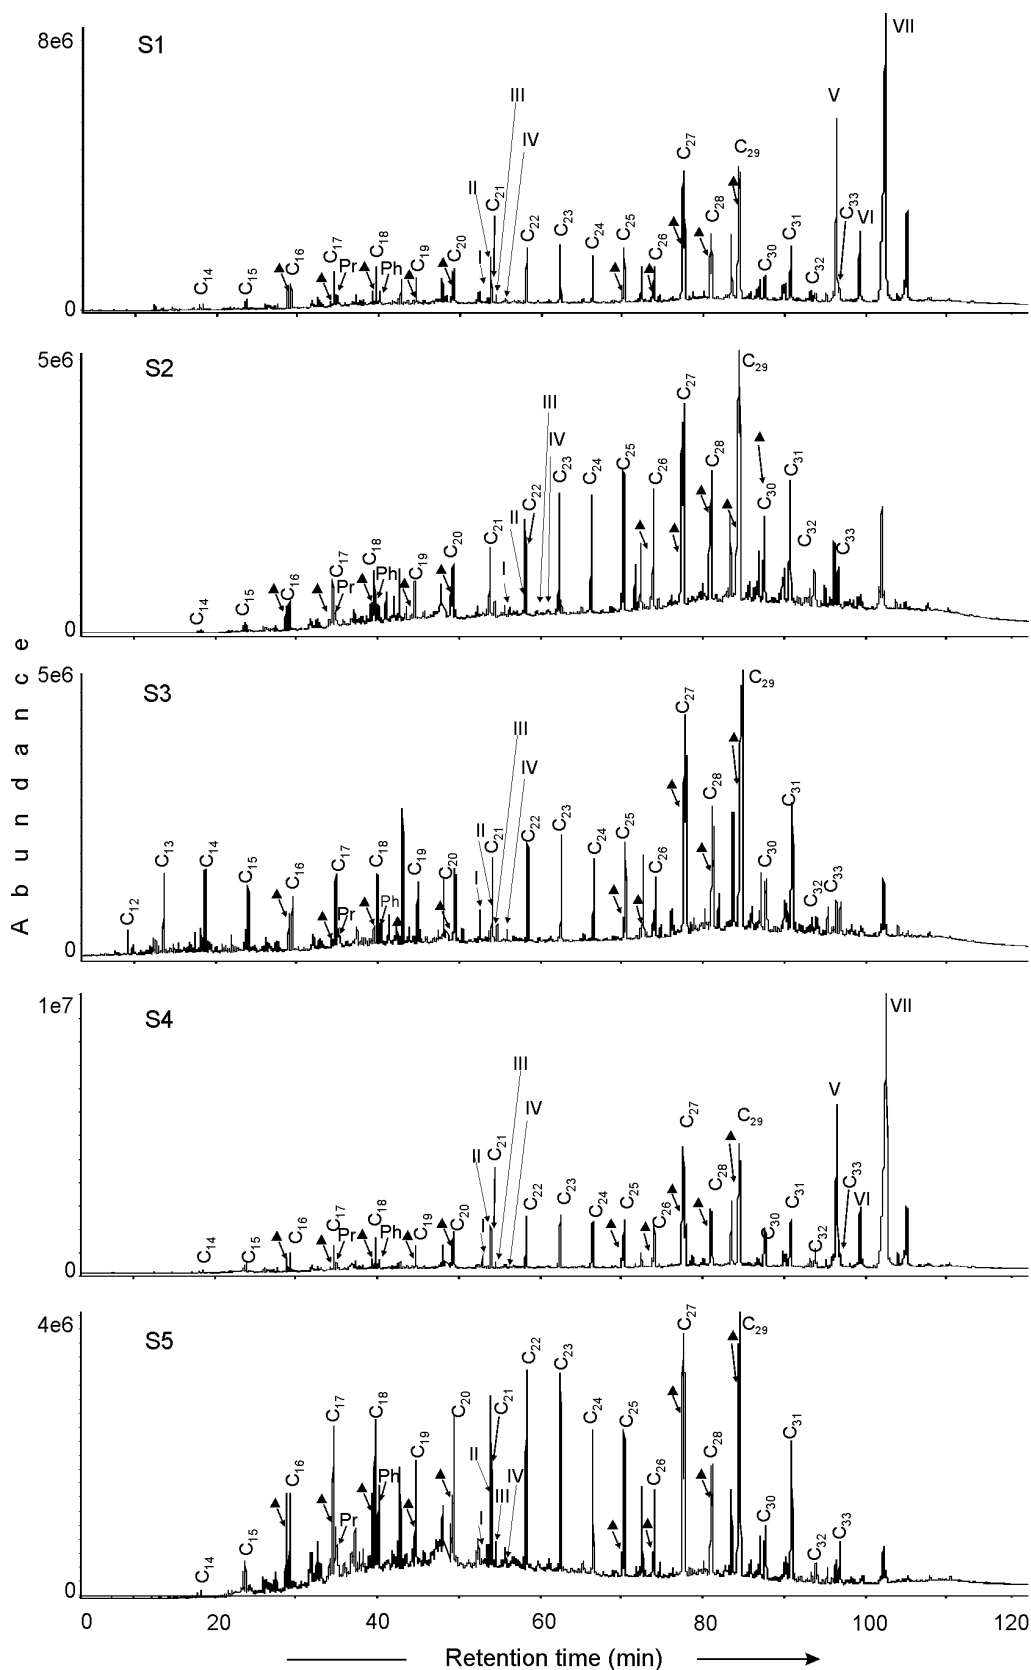 8e6
S1
VII
III
V
IV
C27
C29
II
C21
C33
VI
C28
C22
C23
C31
C24
C25
C17
Pr
C18
C20
C26
I
C30
C16
Ph
C19
C32
C14
C15
0
5e6
S2
C29
C27
III
IV
C23
C24
C25
C26
C28
C31
C30
C22
II
C32
C33
C21
C20
C18
C17
Ph
C19
I
Pr
C16
C15
C14
0
5e6
S3
C29
C27
III
IV
C28
C31
C23
II
C21
C22
C24
C25
C13
C14
C15
C17
C18
C19
C20
C26
C30
I
C16
C32
C33
C12
Pr
Ph
0
1e7
S4
VII
III
V
IV
C27
C29
II
C21
C28
C33
C22
C23
C24
C25
C31
VI
C26
C30
C16
C17
Pr
C18
Ph
C19
C20
I
C32
C14
C15
0
4e6
S5
C27
C29
C22
C23
C17
C18
C20
C21
C24
C25
C31
C19
C28
C16
II
Ph
III
IV
C26
C30
C15
Pr
I
C32
C33
C14
0
Abundance
0 20 40 60 80 100 120
Retention time (min)